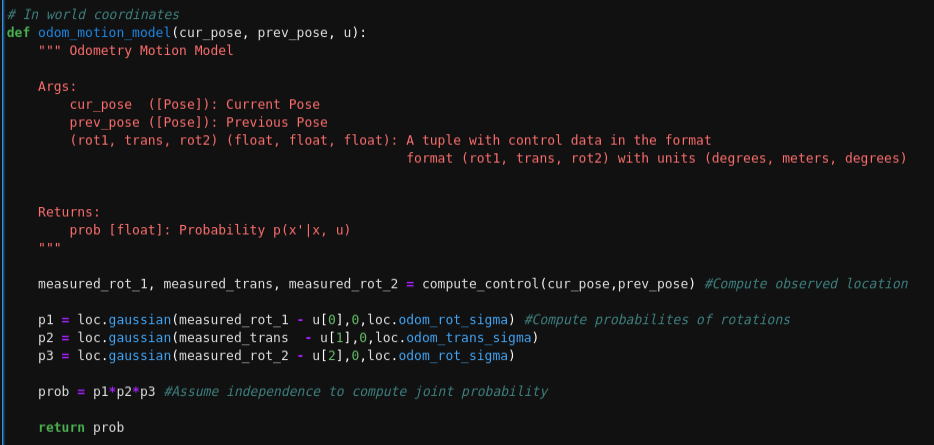 # In world coordinates
def odom_motion_model(cur_pose, prev_pose, u):
    """ Odometry Motion Model

    Args:
        cur_pose  ([Pose]): Current Pose
        prev_pose ([Pose]): Previous Pose
        (rot1, trans, rot2) (float, float, float): A tuple with control data in the format
                                                   format (rot1, trans, rot2) with units (degrees, meters, degrees)

    Returns:
        prob [float]: Probability p(x'|x, u)
    """

    measured_rot_1, measured_trans, measured_rot_2 = compute_control(cur_pose,prev_pose) #Compute observed location

    p1 = loc.gaussian(measured_rot_1 - u[0],0,loc.odom_rot_sigma) #Compute probabilites of rotations
    p2 = loc.gaussian(measured_trans  - u[1],0,loc.odom_trans_sigma)
    p3 = loc.gaussian(measured_rot_2 - u[2],0,loc.odom_rot_sigma)

    prob = p1*p2*p3 #Assume independence to compute joint probability

    return prob